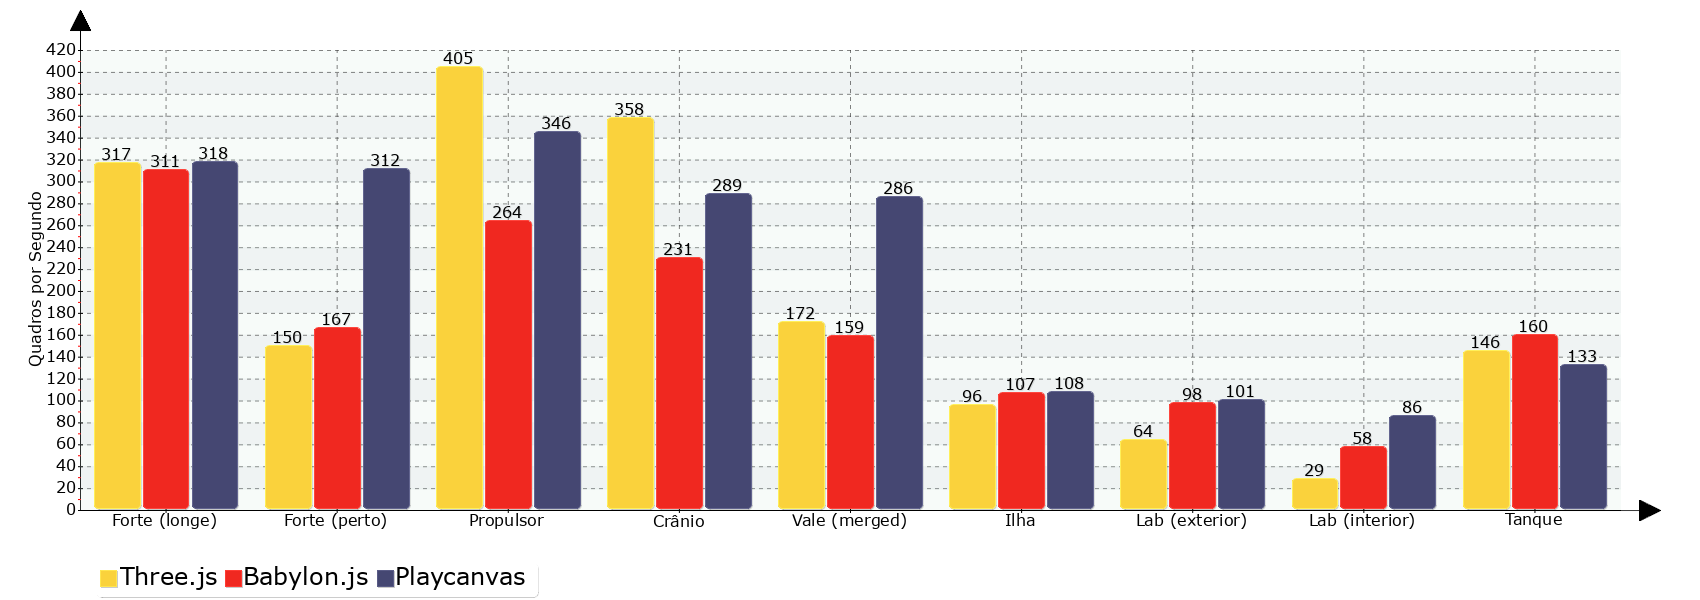 Quadros por Segundo
420
400
380
360
340
320
300
280
260
240
220
200
180
160
140
120
100
80
60
40
20
0
317 311 318
150 167 312
405 264 346
358 231 289
172 159 286
96 107 108
64 98 101
29 58 86
146 160 133
Forte (longe) Forte (perto) Propulsor Crânio Vale (merged) Ilha Lab (exterior) Lab (interior) Tanque
Three.js Babylon.js Playcanvas